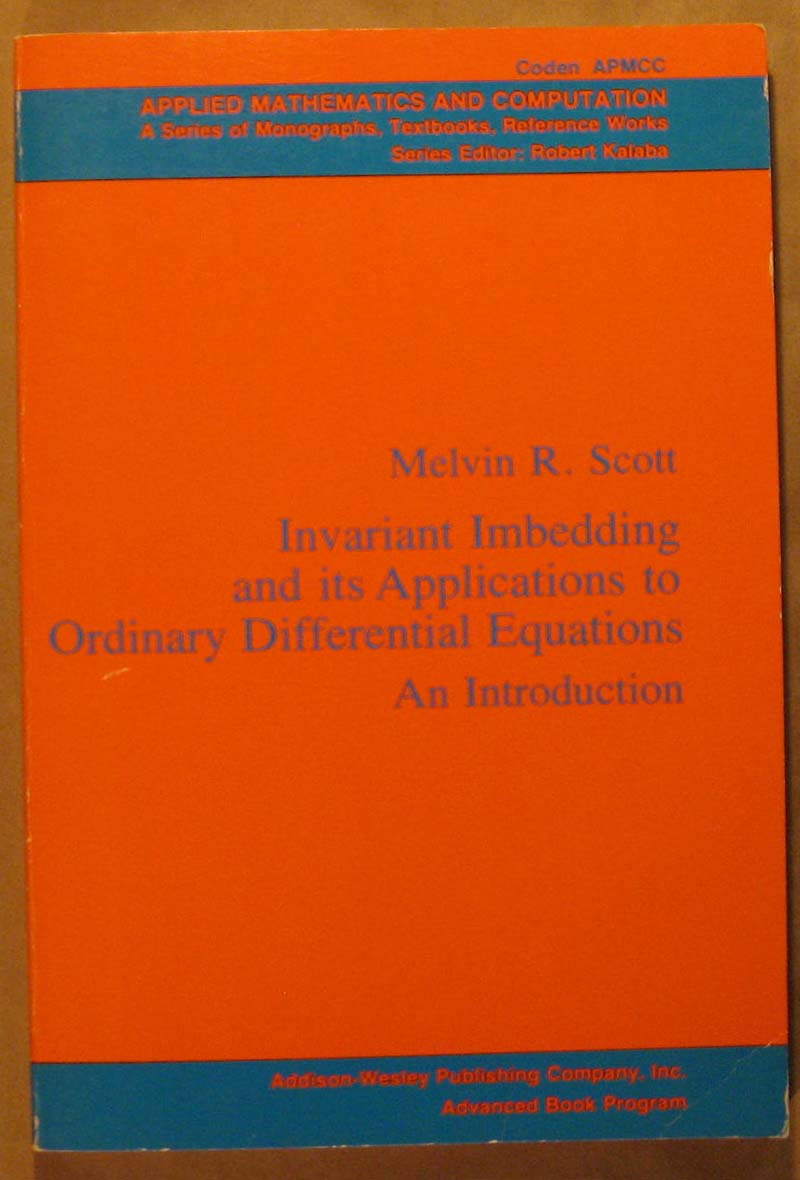 Coden APMCC
APPLIED MATHEMATICS AND COMPUTATION
A Series of Monographs, Textbooks, Reference Works
Series Editor: Robert Kalaba
Melvin R. Scott
Invariant Imbedding
and its Applications to
Ordinary Differential Equations
An Introduction
Addison-Wesley Publishing Company, Inc.
Advanced Book Program